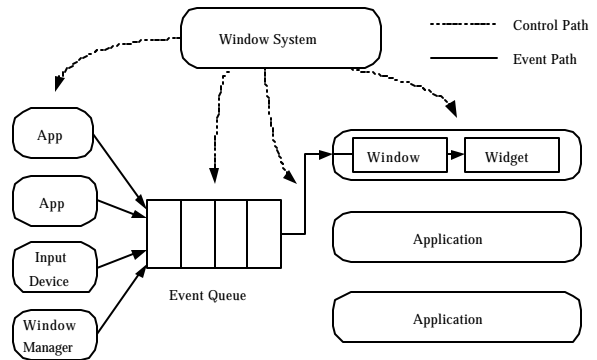 Window System
Control Path
Event Path
App
App
Input
Device
Window
Manager
Event Queue
Window
Widget
Application
Application